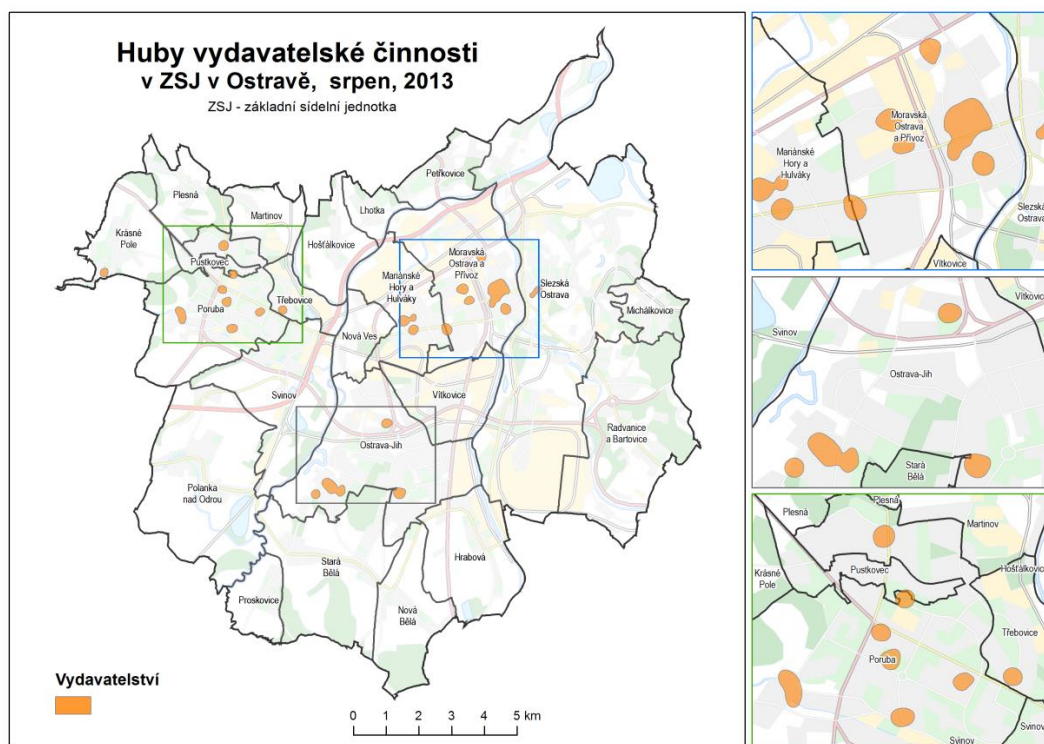 Huby vydavatelské činnosti
v ZSJ v Ostravě, srpen, 2013
ZSJ - základní sídelní jednotka
Petřkovice
Plesná
Lhotka
Martinov
Krásné
Pole
Hošťálkovice
Pustkovec
Moravská
Ostrava a
Přívoz
Mariánské
Hory a
Hulváky
Slezská
Ostrava
Třebovice
Poruba
Michálkovice
Nová Ves
Svinov
Vítkovice
Radvanice
a Bartovice
Ostrava-Jih
Polanka
nad Odrou
Stará
Bělá
Hrabová
Proskovice
Nová
Bělá
Vydavatelství
0 1 2 3 4 5 km
Moravská
Ostrava
a Přívoz
Mariánské
Hory a
Hulváky
Slezská
Ostrava
Vítkovice
Vítkovice
Svinov
Ostrava-Jih
Stará
Bělá
Plesná
Plesná
Martinov
Pustkovec
Hošťálkovice
Krásné
Pole
Třebovice
Poruba
Svinov
Svinov